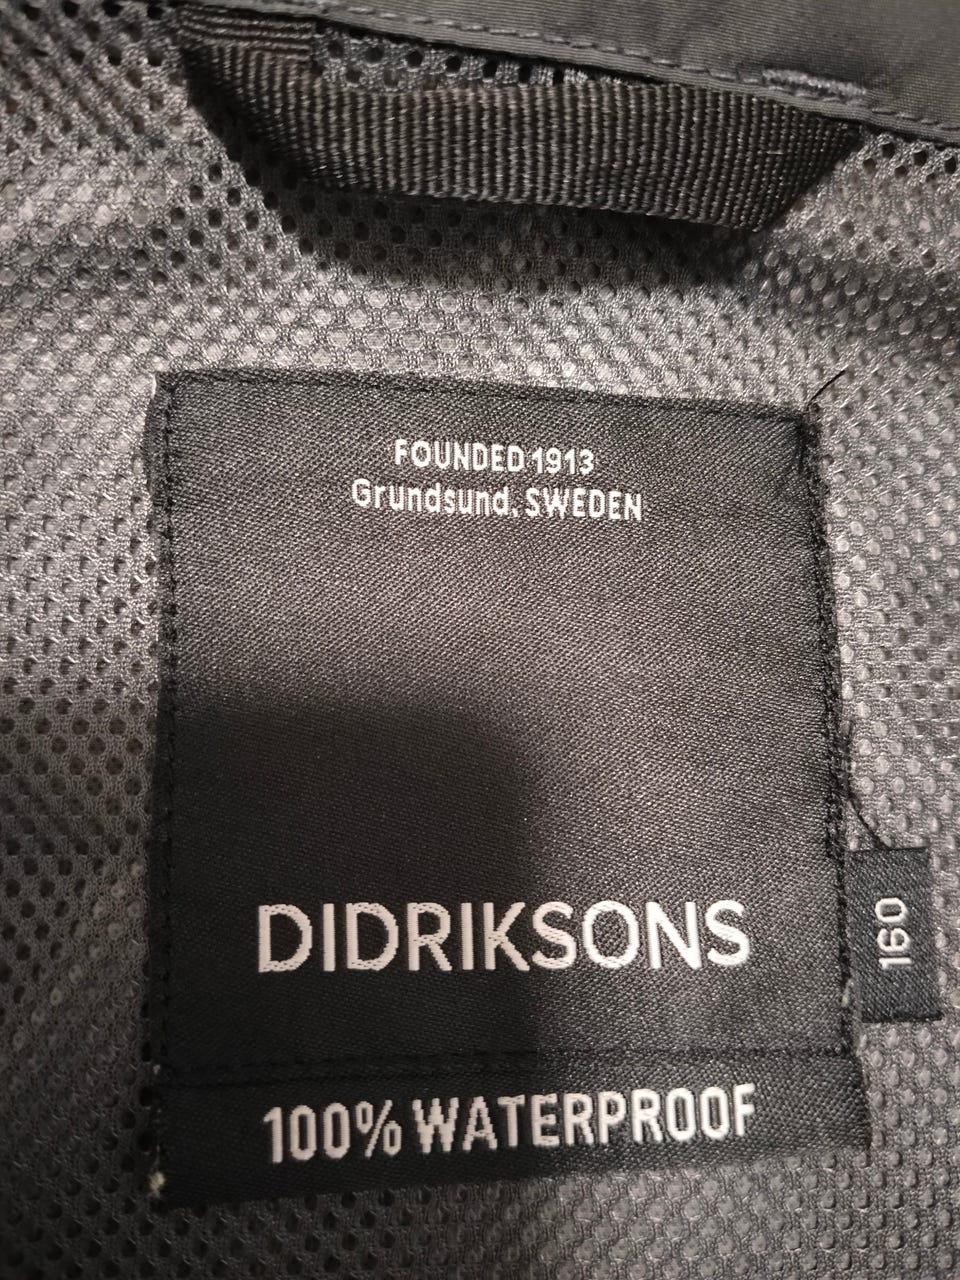 FOUNDED 1913
Grundsund, SWEDEN
DIDRIKSONS
160
100% WATERPROOF